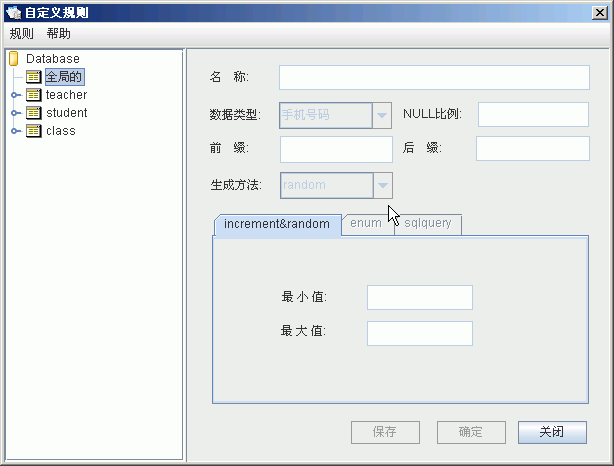 自定义规则
规则 帮助
Database
全局的
teacher
student
class
名 称:
数据类型: 手机号码 NULL比例:
前 缀: 后 缀:
生成方法: random
increment&random enum sqlquery
最 小 值:
最 大 值:
保存 确定 关闭